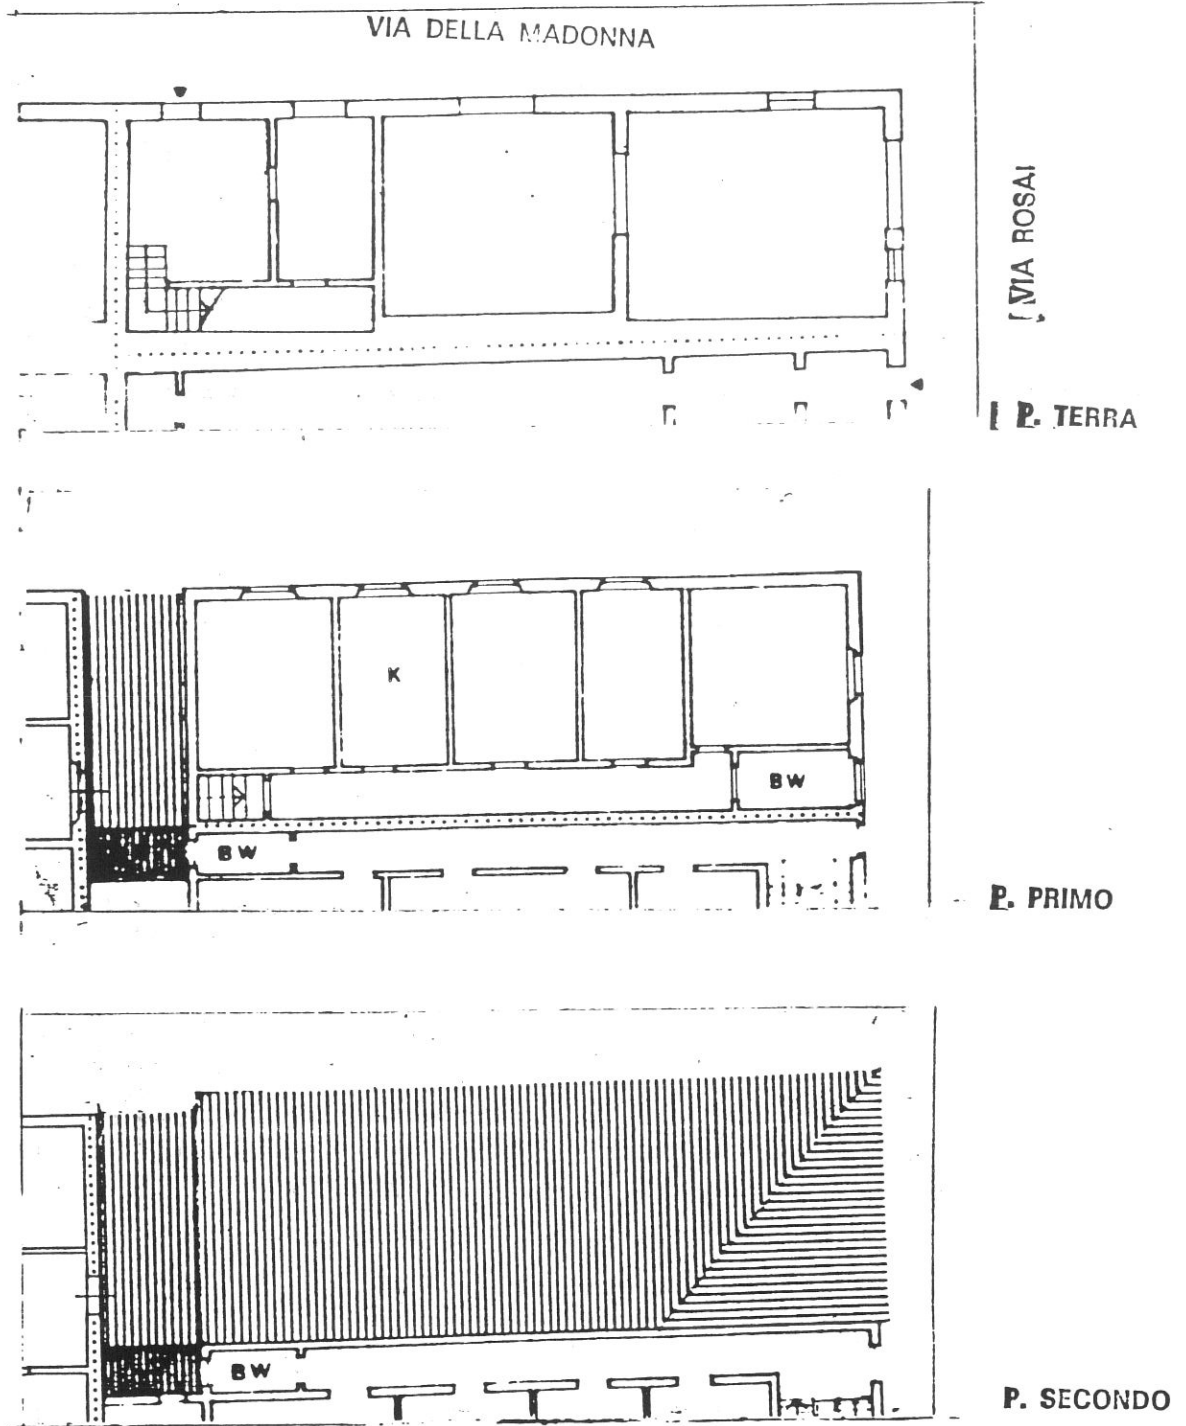 VIA DELLA MADONNA
VIA ROSAI
P. TERRA
K
BW
BW
P. PRIMO
BW
P. SECONDO